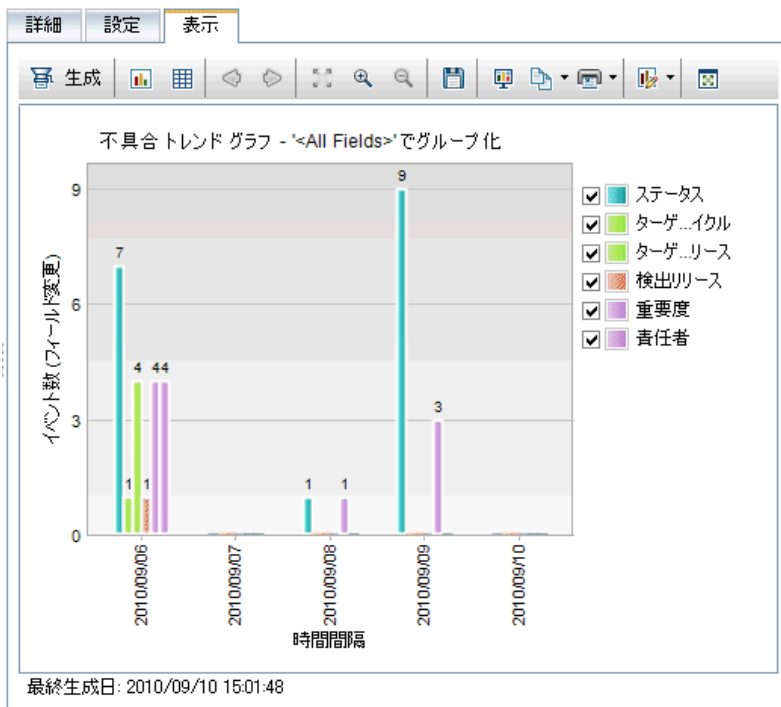 詳細 設定 表示
生成
不具合 トレンド グラフ - '<All Fields>'でグループ化
イベント数 (フィールド変更)
9
6
3
0
7
1
4
1
4
4
1
1
9
3
2010/09/06
2010/09/07
2010/09/08
2010/09/09
2010/09/10
時間間隔
ステータス
ターゲ...イクル
ターゲ...リース
検出リリース
重要度
責任者
最終生成日: 2010/09/10 15:01:48